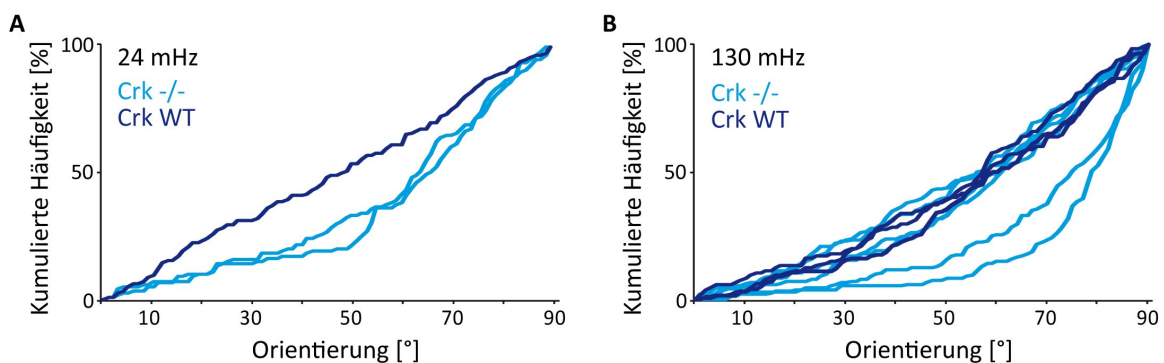 A
24 mHz
Crk -/-
Crk WT
Kumulierte Häufigkeit [%]
100
50
0
10 30 50 70 90
Orientierung [°]
B
130 mHz
Crk -/-
Crk WT
Kumulierte Häufigkeit [%]
100
50
0
10 30 50 70 90
Orientierung [°]